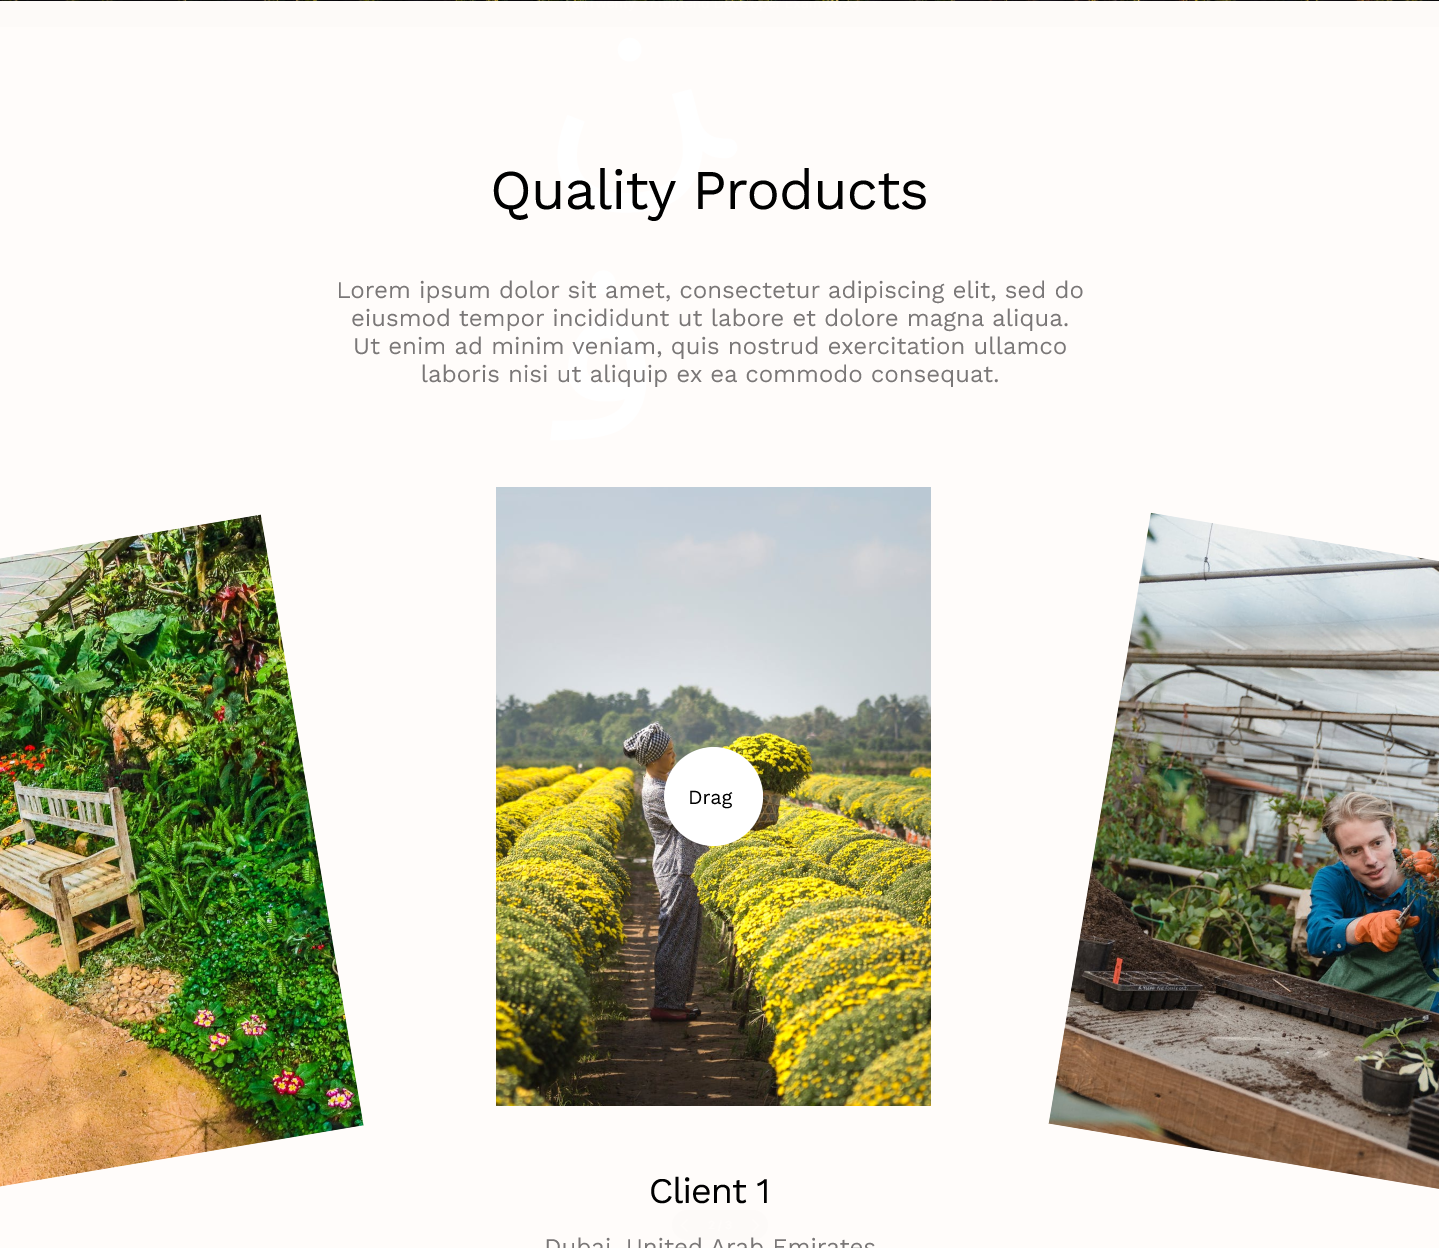 Quality Products
Lorem ipsum dolor sit amet, consectetur adipiscing elit, sed do
eiusmod tempor incididunt ut labore et dolore magna aliqua.
Ut enim ad minim veniam, quis nostrud exercitation ullamco
laboris nisi ut aliquip ex ea commodo consequat.
Drag
Client 1
Dubai, United Arab Emirates